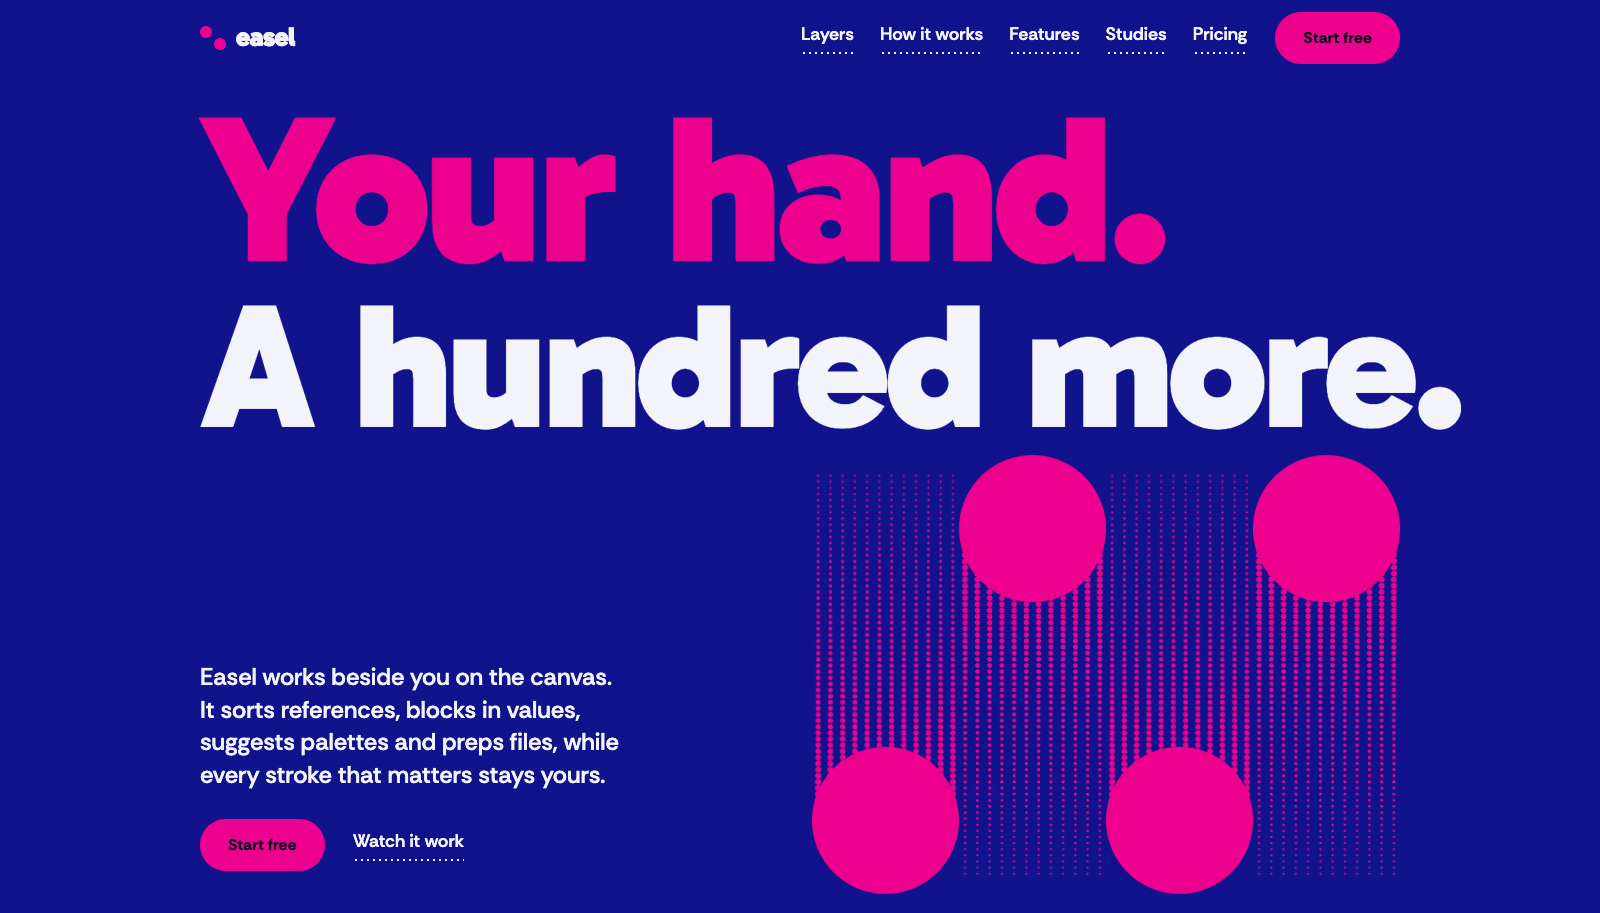 easel
Layers
How it works
Features
Studies
Pricing
Start free
Your hand.
A hundred more.
Easel works beside you on the canvas.
It sorts references, blocks in values,
suggests palettes and preps files, while
every stroke that matters stays yours.
Start free
Watch it work